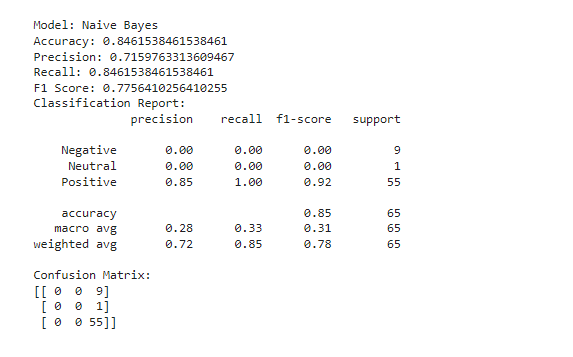 Model: Naive Bayes
Accuracy: 0.8461538461538461
Precision: 0.7159763313609467
Recall: 0.8461538461538461
F1 Score: 0.7756410256410255
Classification Report:
              precision    recall  f1-score   support

    Negative       0.00      0.00      0.00         9
     Neutral       0.00      0.00      0.00         1
    Positive       0.85      1.00      0.92        55

    accuracy                           0.85        65
   macro avg       0.28      0.33      0.31        65
weighted avg       0.72      0.85      0.78        65

Confusion Matrix:
[[ 0  0  9]
 [ 0  0  1]
 [ 0  0 55]]